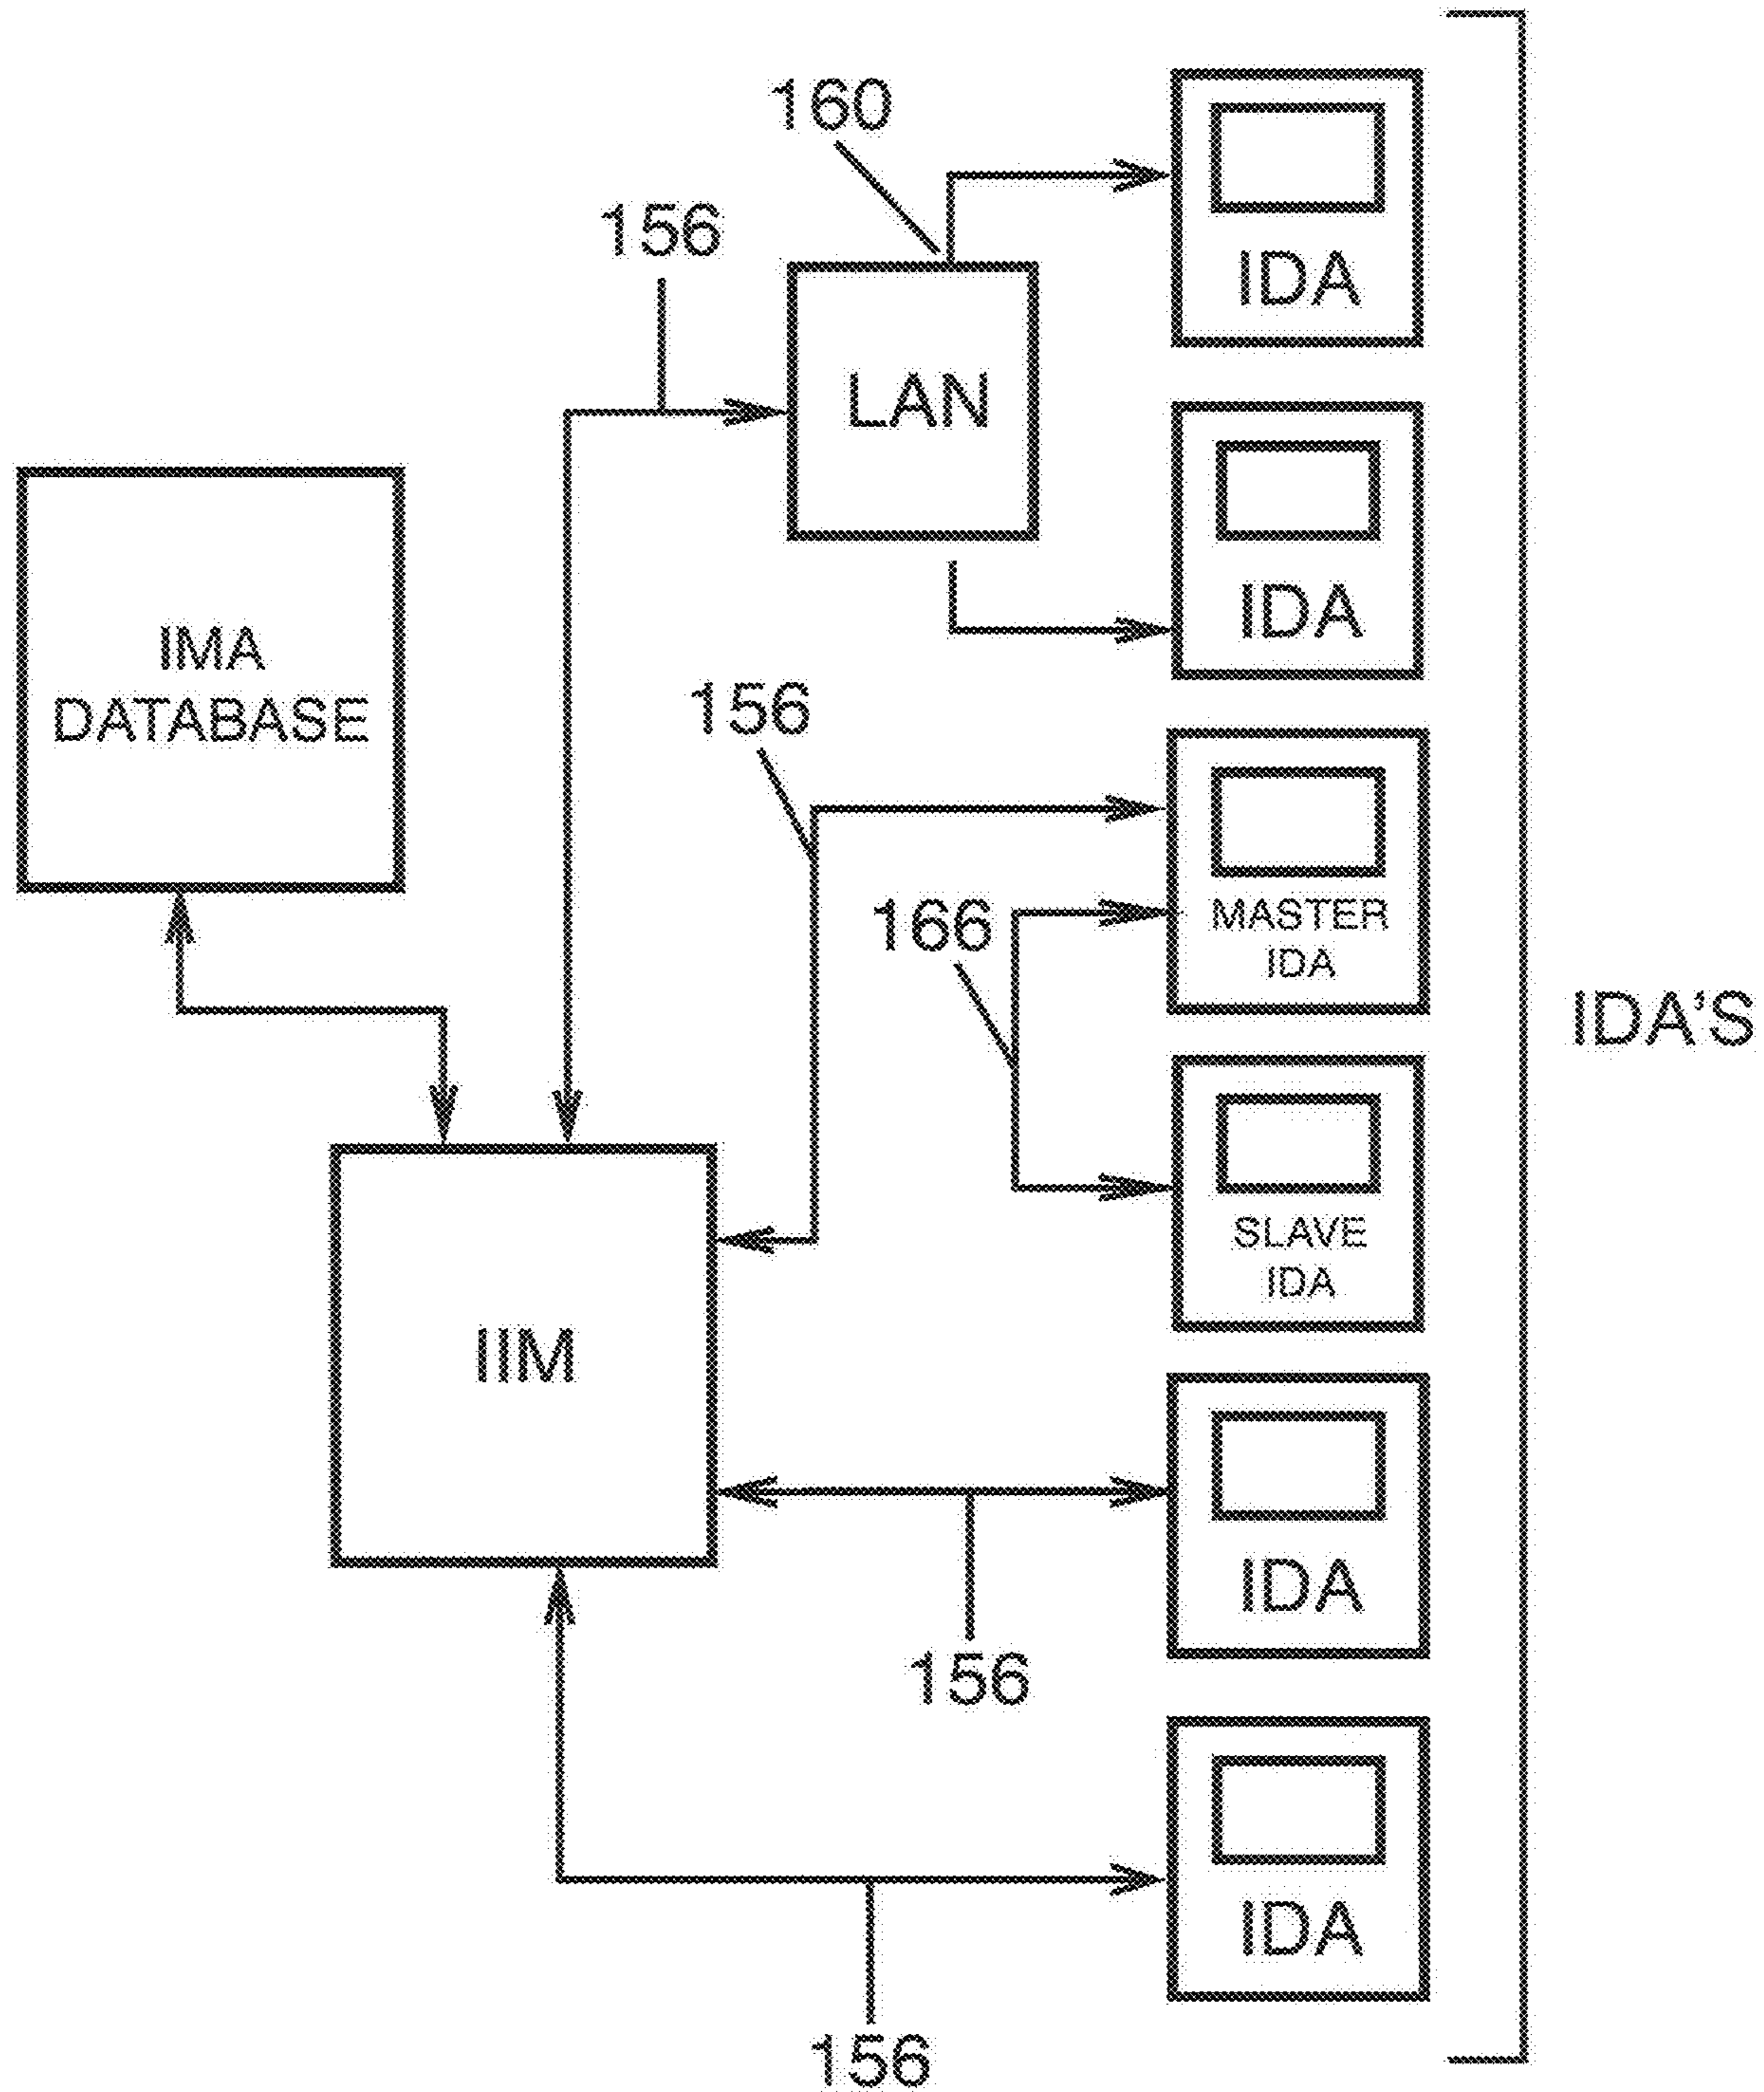 160
IDA
156
LAN
IDA
IMA
DATABASE
156
166
MASTER
IDA
IDA'S
SLAVE
IDA
IIM
IDA
156
IDA
156